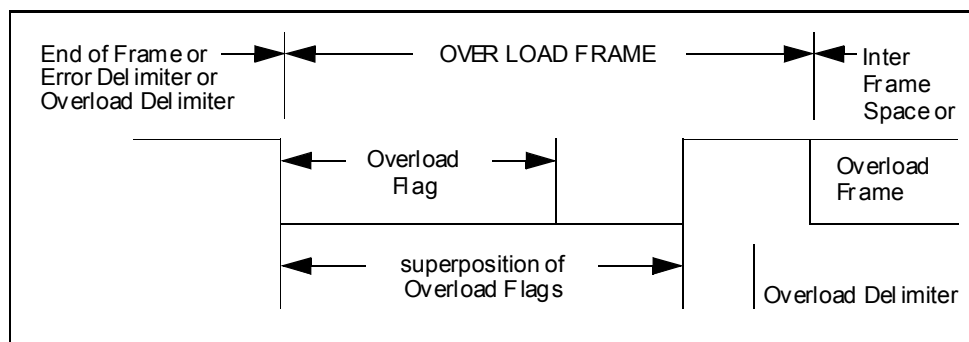 End of Frame or
Error Delimiter or
Overload Delimiter
OVER LOAD FRAME
Inter
Frame
Space or
Overload
Flag
Overload
Frame
superposition of
Overload Flags
Overload Delimiter